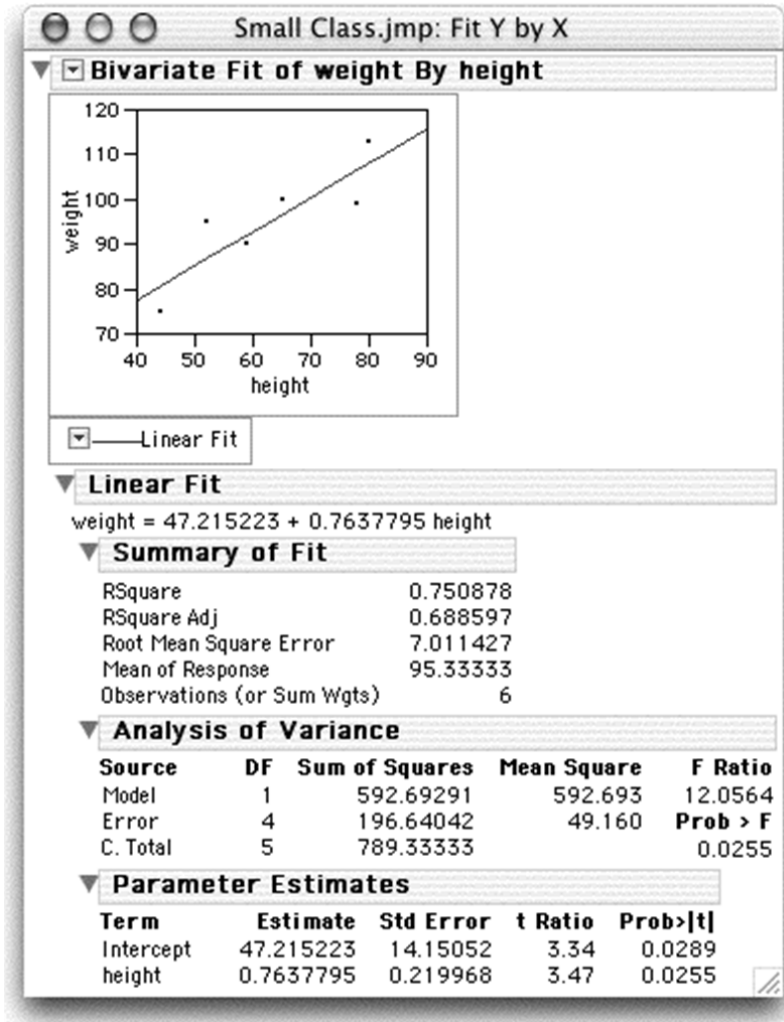 Small Class.jmp: Fit Y by X
Bivariate Fit of weight By height
120
110
100
90
80
70
weight
40 50 60 70 80 90
height
Linear Fit
Linear Fit
weight = 47.215223 + 0.7637795 height
Summary of Fit
RSquare 0.750878
RSquare Adj 0.688597
Root Mean Square Error 7.011427
Mean of Response 95.33333
Observations (or Sum Wgts) 6
Analysis of Variance
Source DF Sum of Squares Mean Square F Ratio
Model 1 592.69291 592.693 12.0564
Error 4 196.64042 49.160 Prob > F
C. Total 5 789.33333 0.0255
Parameter Estimates
Term Estimate Std Error t Ratio Prob>|t|
Intercept 47.215223 14.15052 3.34 0.0289
height 0.7637795 0.219968 3.47 0.0255